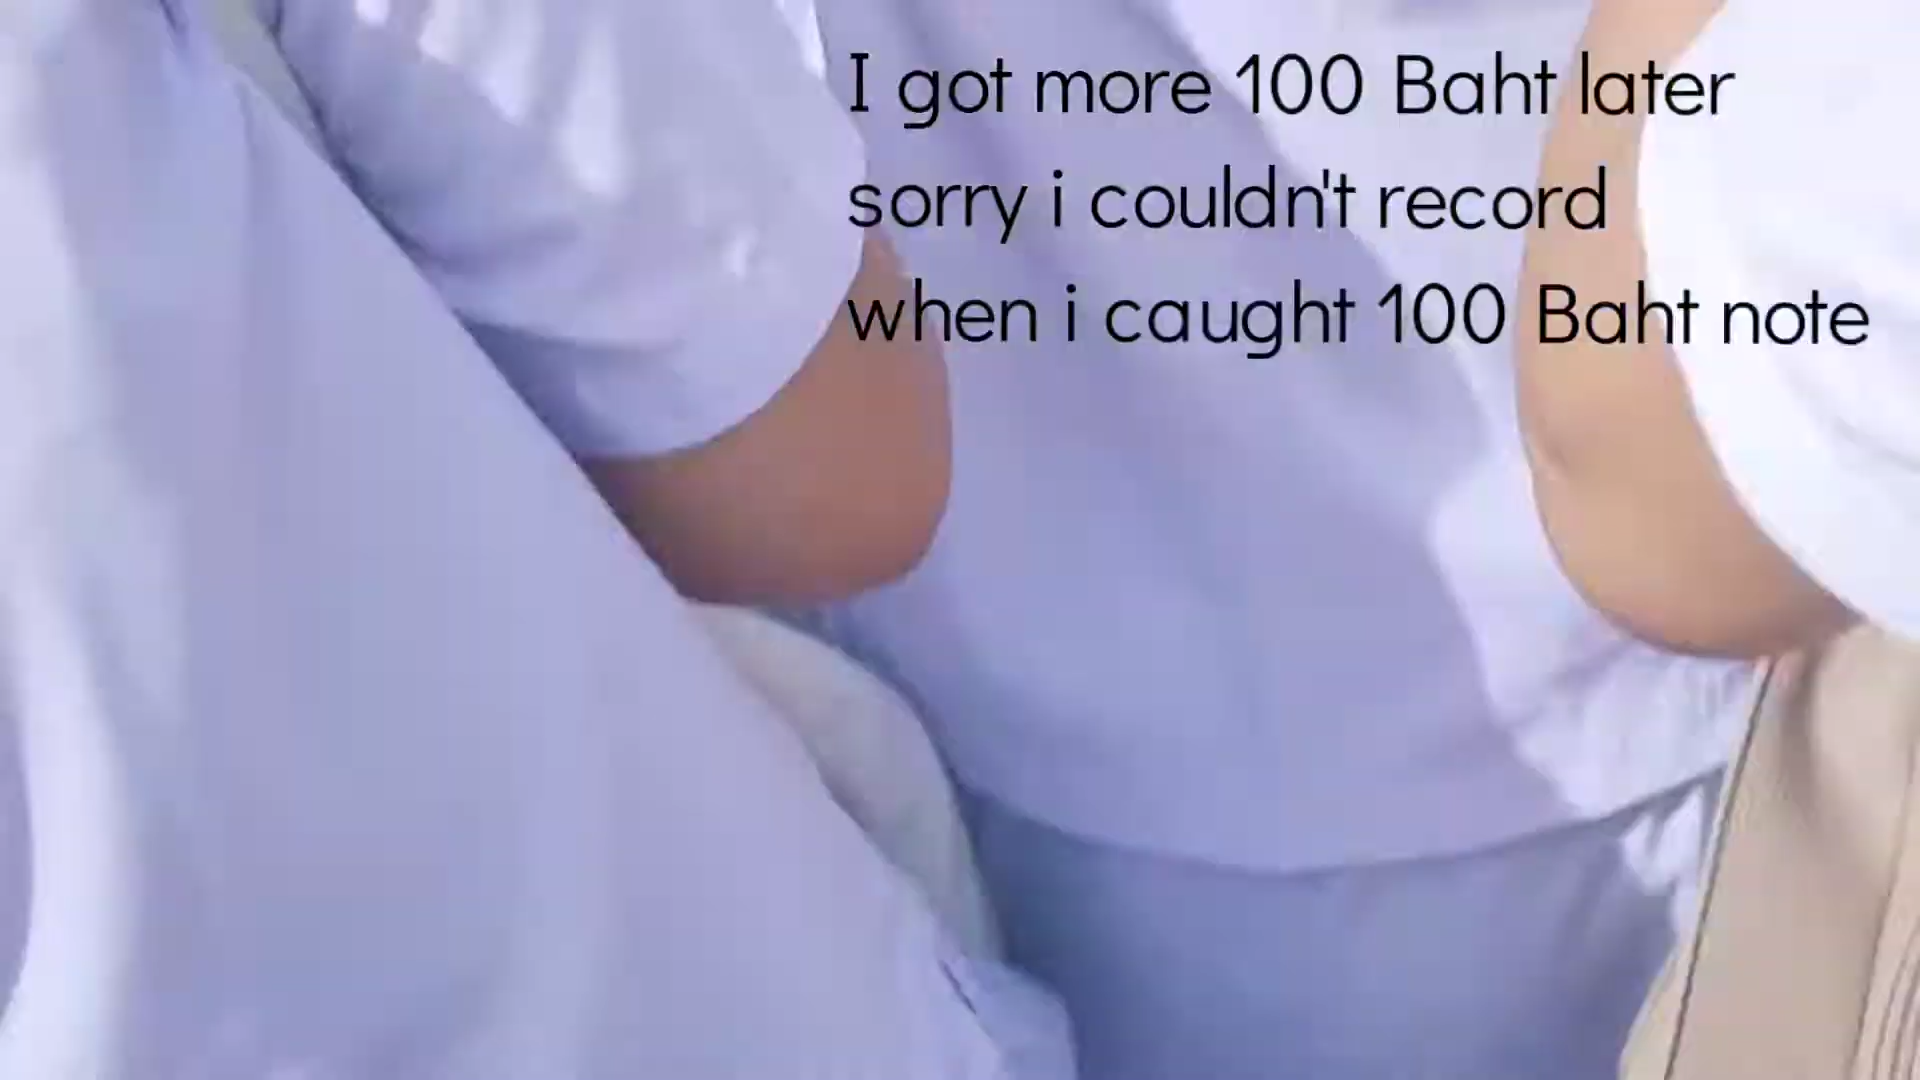 I got more 100 Baht later
sorry i couldn't record
when i caught 100 Baht note